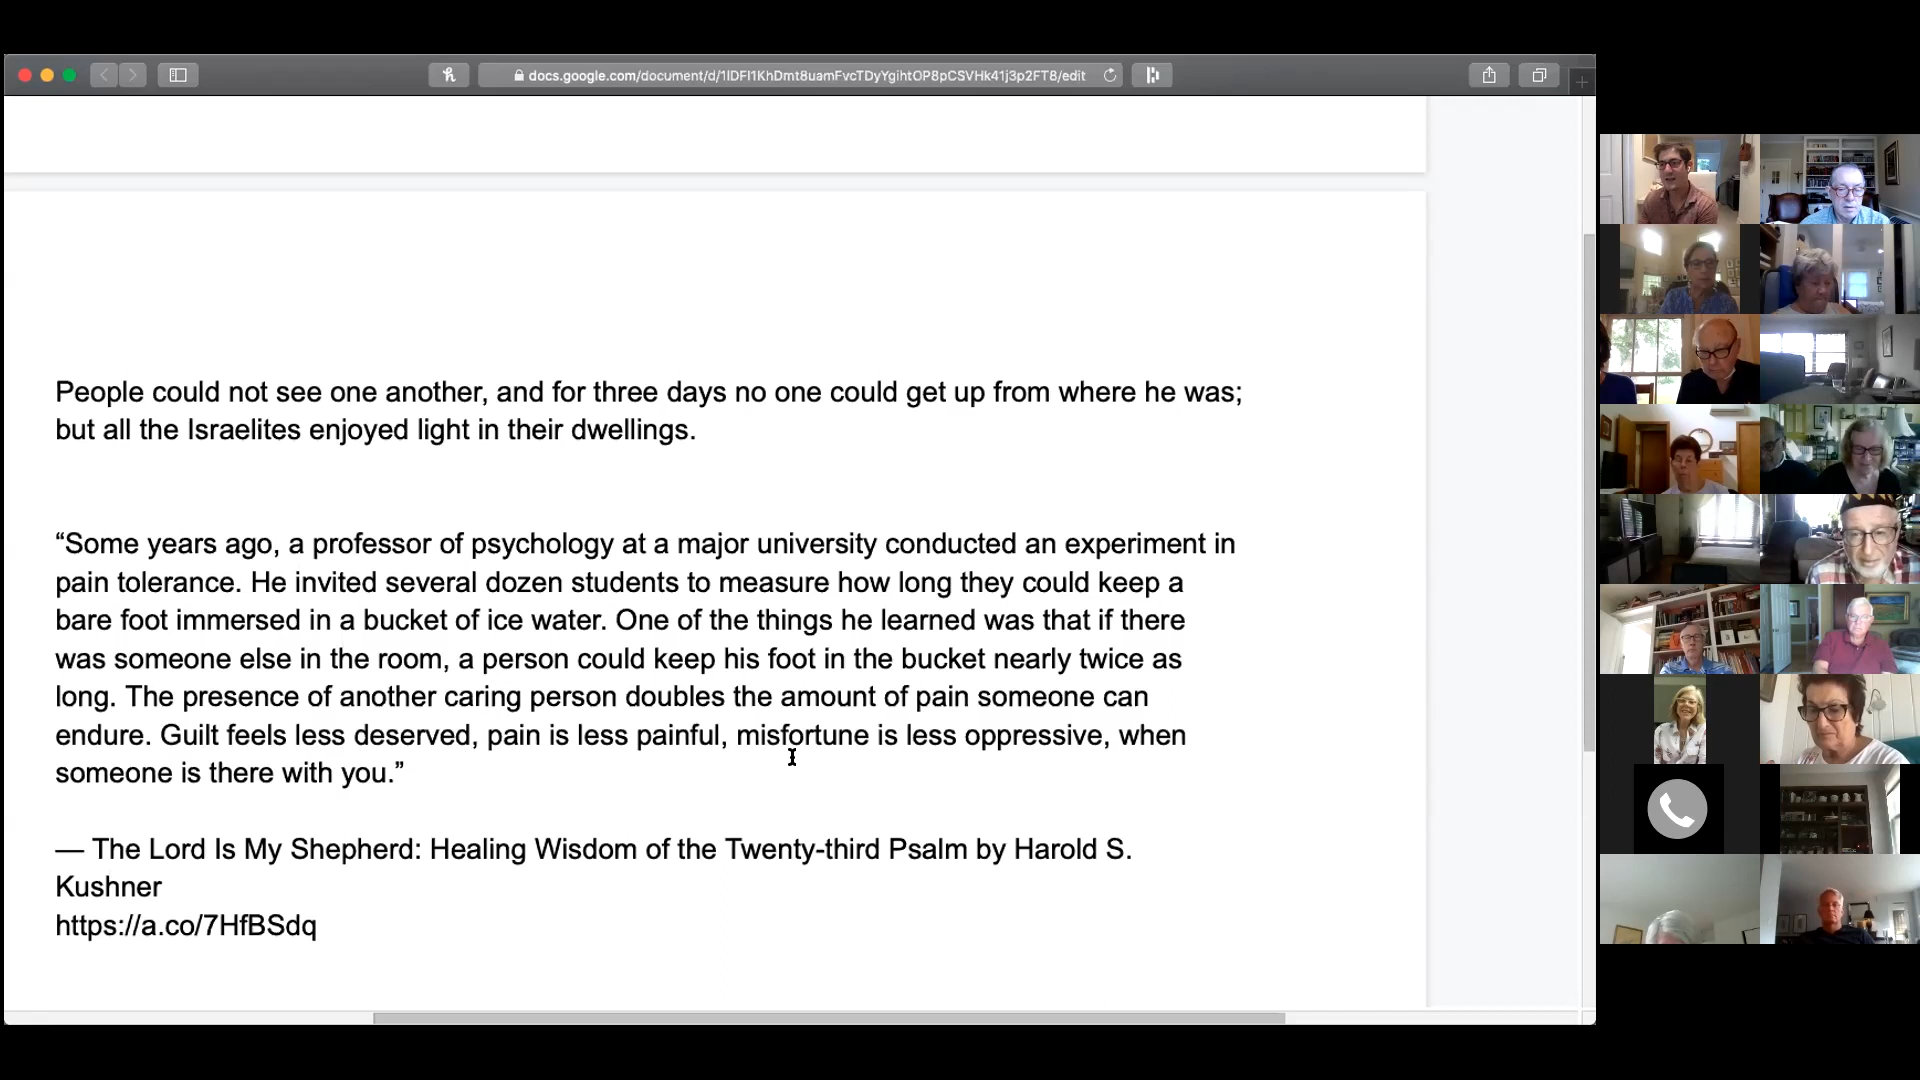 docs.google.com/document/d/1lDFI1KhDmt8uamFvcTDyYgihtOP8pCSVHk41j3p2FT8/edit
People could not see one another, and for three days no one could get up from where he was;
but all the Israelites enjoyed light in their dwellings.
“Some years ago, a professor of psychology at a major university conducted an experiment in
pain tolerance. He invited several dozen students to measure how long they could keep a
bare foot immersed in a bucket of ice water. One of the things he learned was that if there
was someone else in the room, a person could keep his foot in the bucket nearly twice as
long. The presence of another caring person doubles the amount of pain someone can
endure. Guilt feels less deserved, pain is less painful, misfortune is less oppressive, when
someone is there with you.”
— The Lord Is My Shepherd: Healing Wisdom of the Twenty-third Psalm by Harold S.
Kushner
https://a.co/7HfBSdq